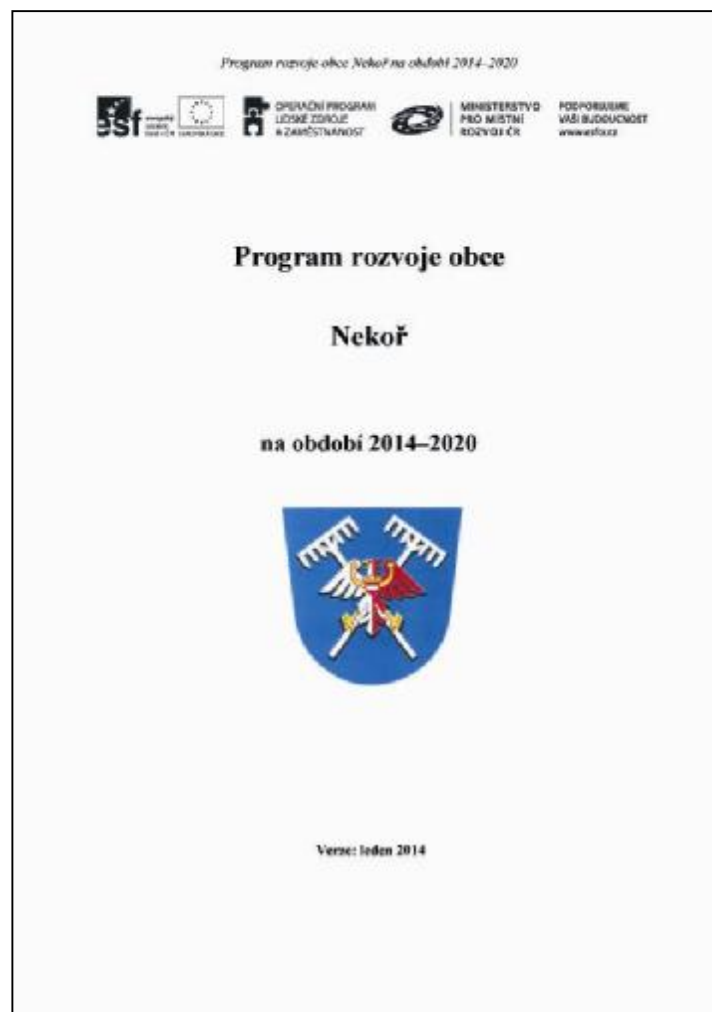 Program rozvoje obce Nekoř na období 2014–2020
esf
OPERAČNÍ PROGRAM
LIDSKÉ ZDROJE
A ZAMĚSTNANOST
MINISTERSTVO
PRO MÍSTNÍ
ROZVOJ ČR
PODPORUJEME
VAŠI BUDOUCNOST
www.esfcr.cz
Program rozvoje obce
Nekoř
na období 2014–2020
Verze: leden 2014